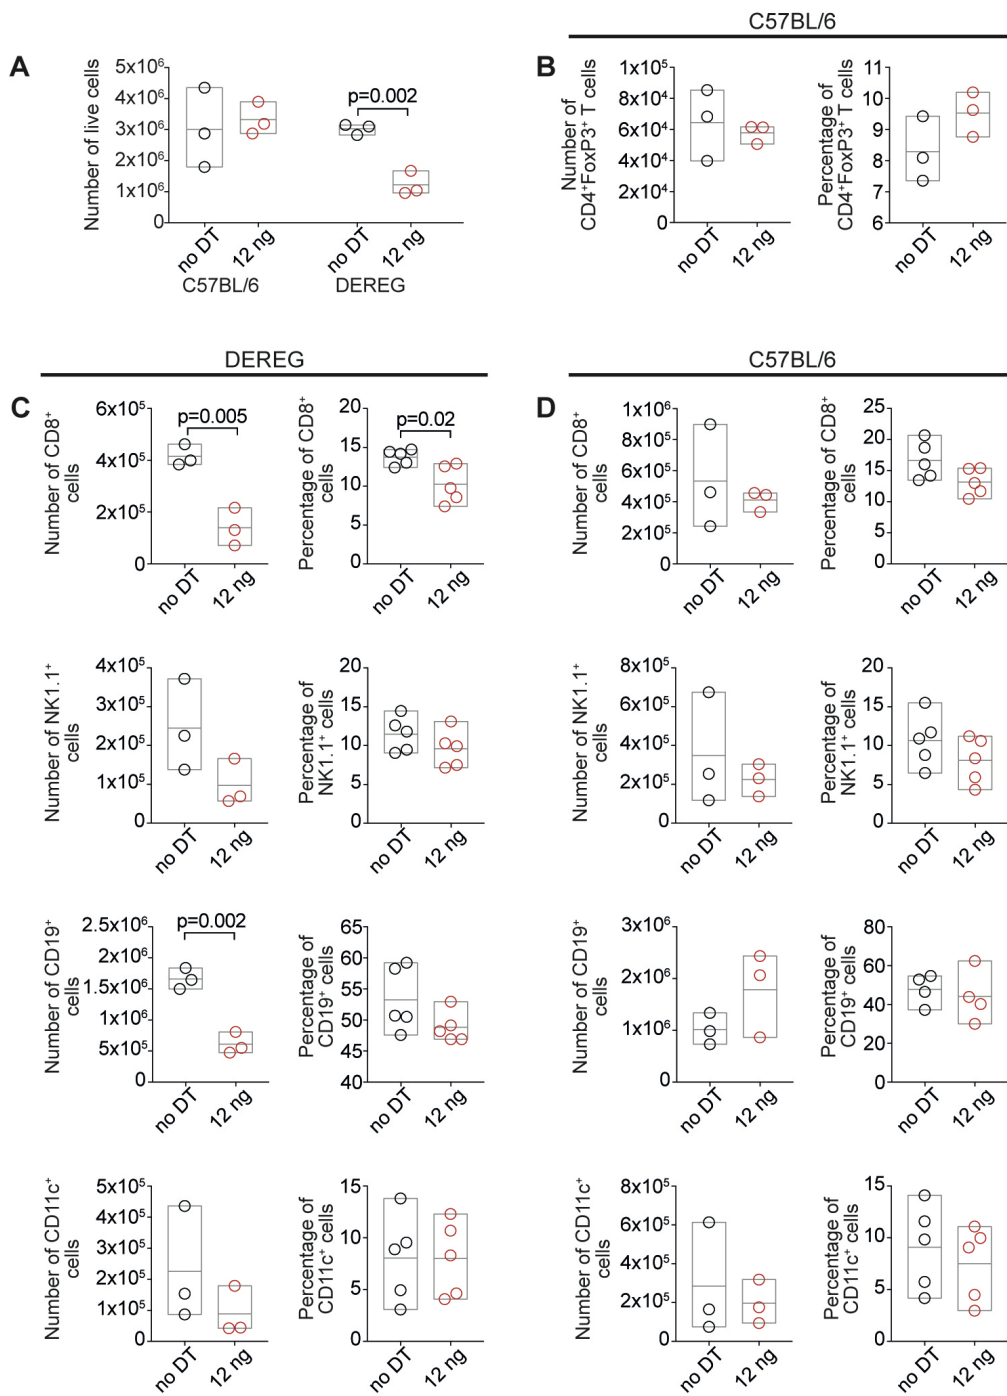 C57BL/6
A
Number of live cells
5x10⁶
4x10⁶
3x10⁶
2x10⁶
1x10⁶
0
p=0.002
no DT
12 ng
no DT
12 ng
C57BL/6
DEREG
B
Number of
CD4⁺FoxP3⁺ T cells
1x10⁵
8x10⁴
6x10⁴
4x10⁴
2x10⁴
0
no DT
12 ng
Percentage of
CD4⁺FoxP3⁺ T cells
11
10
9
8
7
6
no DT
12 ng
DEREG
C57BL/6
C
Number of CD8⁺
cells
6x10⁵
4x10⁵
2x10⁵
0
p=0.005
no DT
12 ng
Percentage of CD8⁺
cells
20
15
10
5
0
p=0.02
no DT
12 ng
D
Number of CD8⁺
cells
1x10⁶
8x10⁵
6x10⁵
4x10⁵
2x10⁵
0
no DT
12 ng
Percentage of CD8⁺
cells
25
20
15
10
5
0
no DT
12 ng
Number of NK1.1⁺
cells
4x10⁵
3x10⁵
2x10⁵
1x10⁵
0
no DT
12 ng
Percentage of
NK1.1⁺ cells
20
15
10
5
0
no DT
12 ng
Number of NK1.1⁺
cells
8x10⁵
6x10⁵
4x10⁵
2x10⁵
0
no DT
12 ng
Percentage of
NK1.1⁺ cells
20
15
10
5
0
no DT
12 ng
Number of CD19⁺
cells
2.5x10⁶
2x10⁶
1.5x10⁶
1x10⁶
5x10⁵
0
p=0.002
no DT
12 ng
Percentage of
CD19⁺ cells
65
60
55
50
45
40
no DT
12 ng
Number of CD19⁺
cells
3x10⁶
2x10⁶
1x10⁶
0
no DT
12 ng
Percentage of
CD19⁺ cells
80
60
40
20
0
no DT
12 ng
Number of CD11c⁺
cells
5x10⁵
4x10⁵
3x10⁵
2x10⁵
1x10⁵
0
no DT
12 ng
Percentage of
CD11c⁺ cells
15
10
5
0
no DT
12 ng
Number of CD11c⁺
cells
8x10⁵
6x10⁵
4x10⁵
2x10⁵
0
no DT
12 ng
Percentage of
CD11c⁺ cells
15
10
5
0
no DT
12 ng